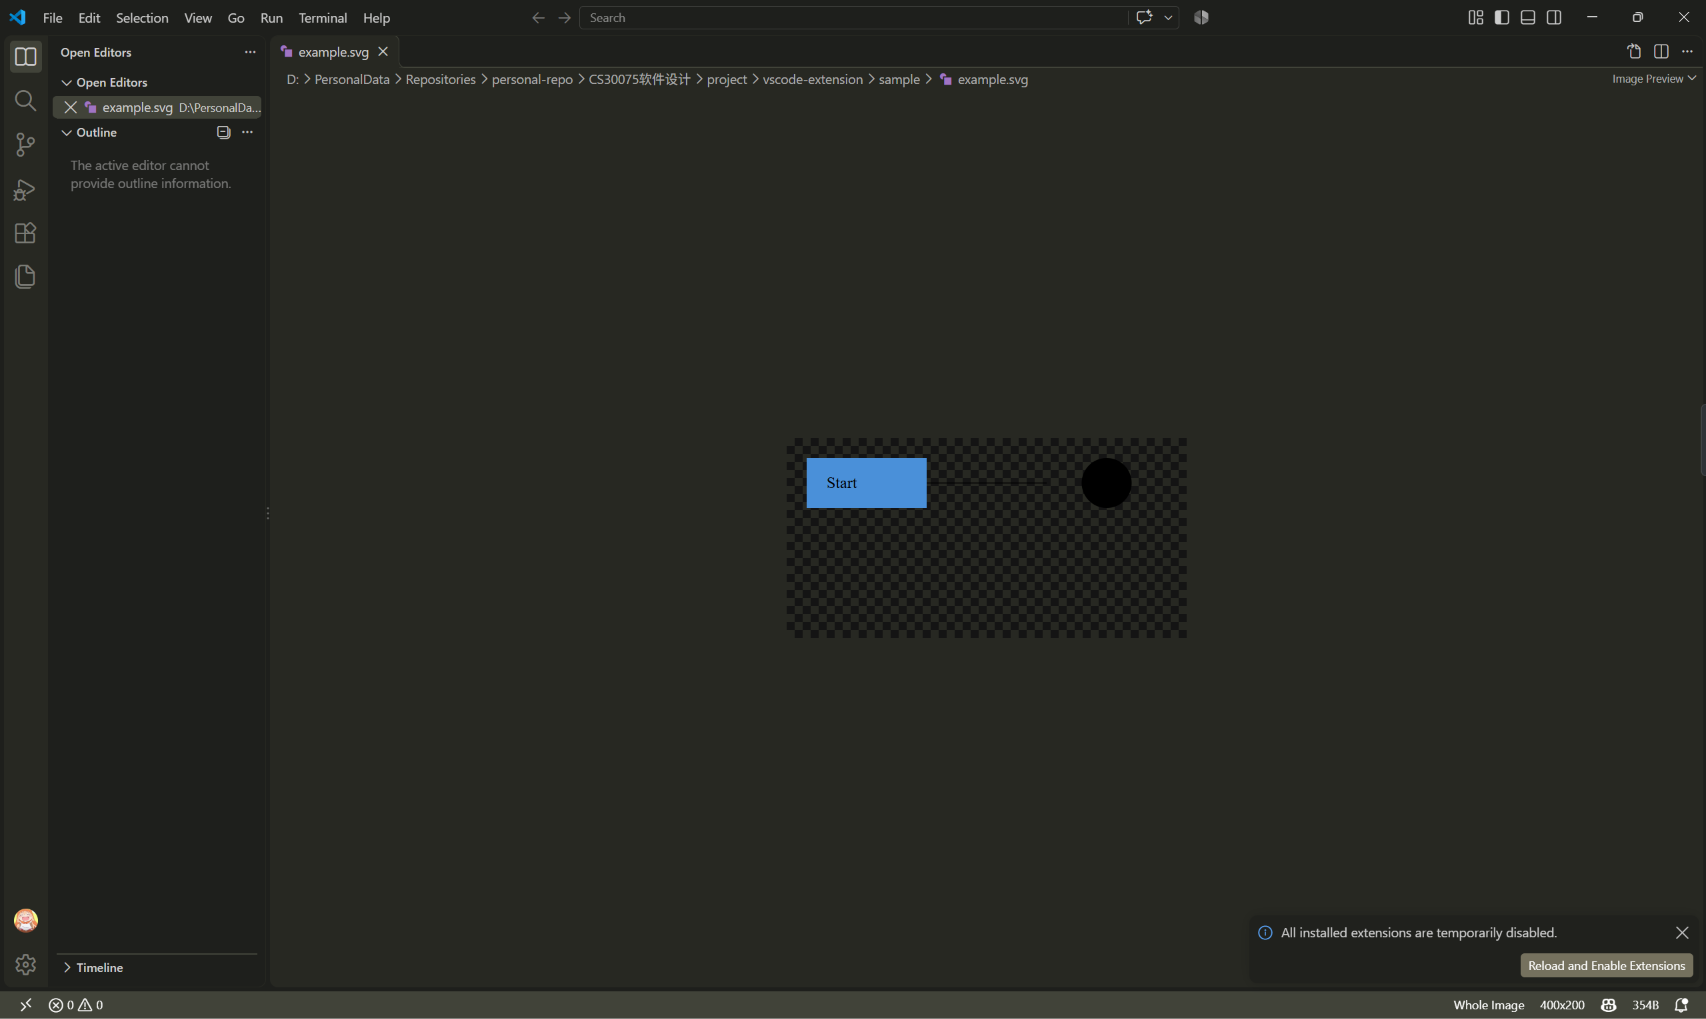 File Edit Selection View Go Run Terminal Help Search
Open Editors
example.svg
D: > PersonalData > Repositories > personal-repo > CS30075软件设计 > project > vscode-extension > sample > example.svg
Image Preview
Open Editors
example.svg D:\PersonalDa...
Outline
The active editor cannot
provide outline information.
Start
All installed extensions are temporarily disabled.
Reload and Enable Extensions
Timeline
0 0
Whole Image 400x200 354B